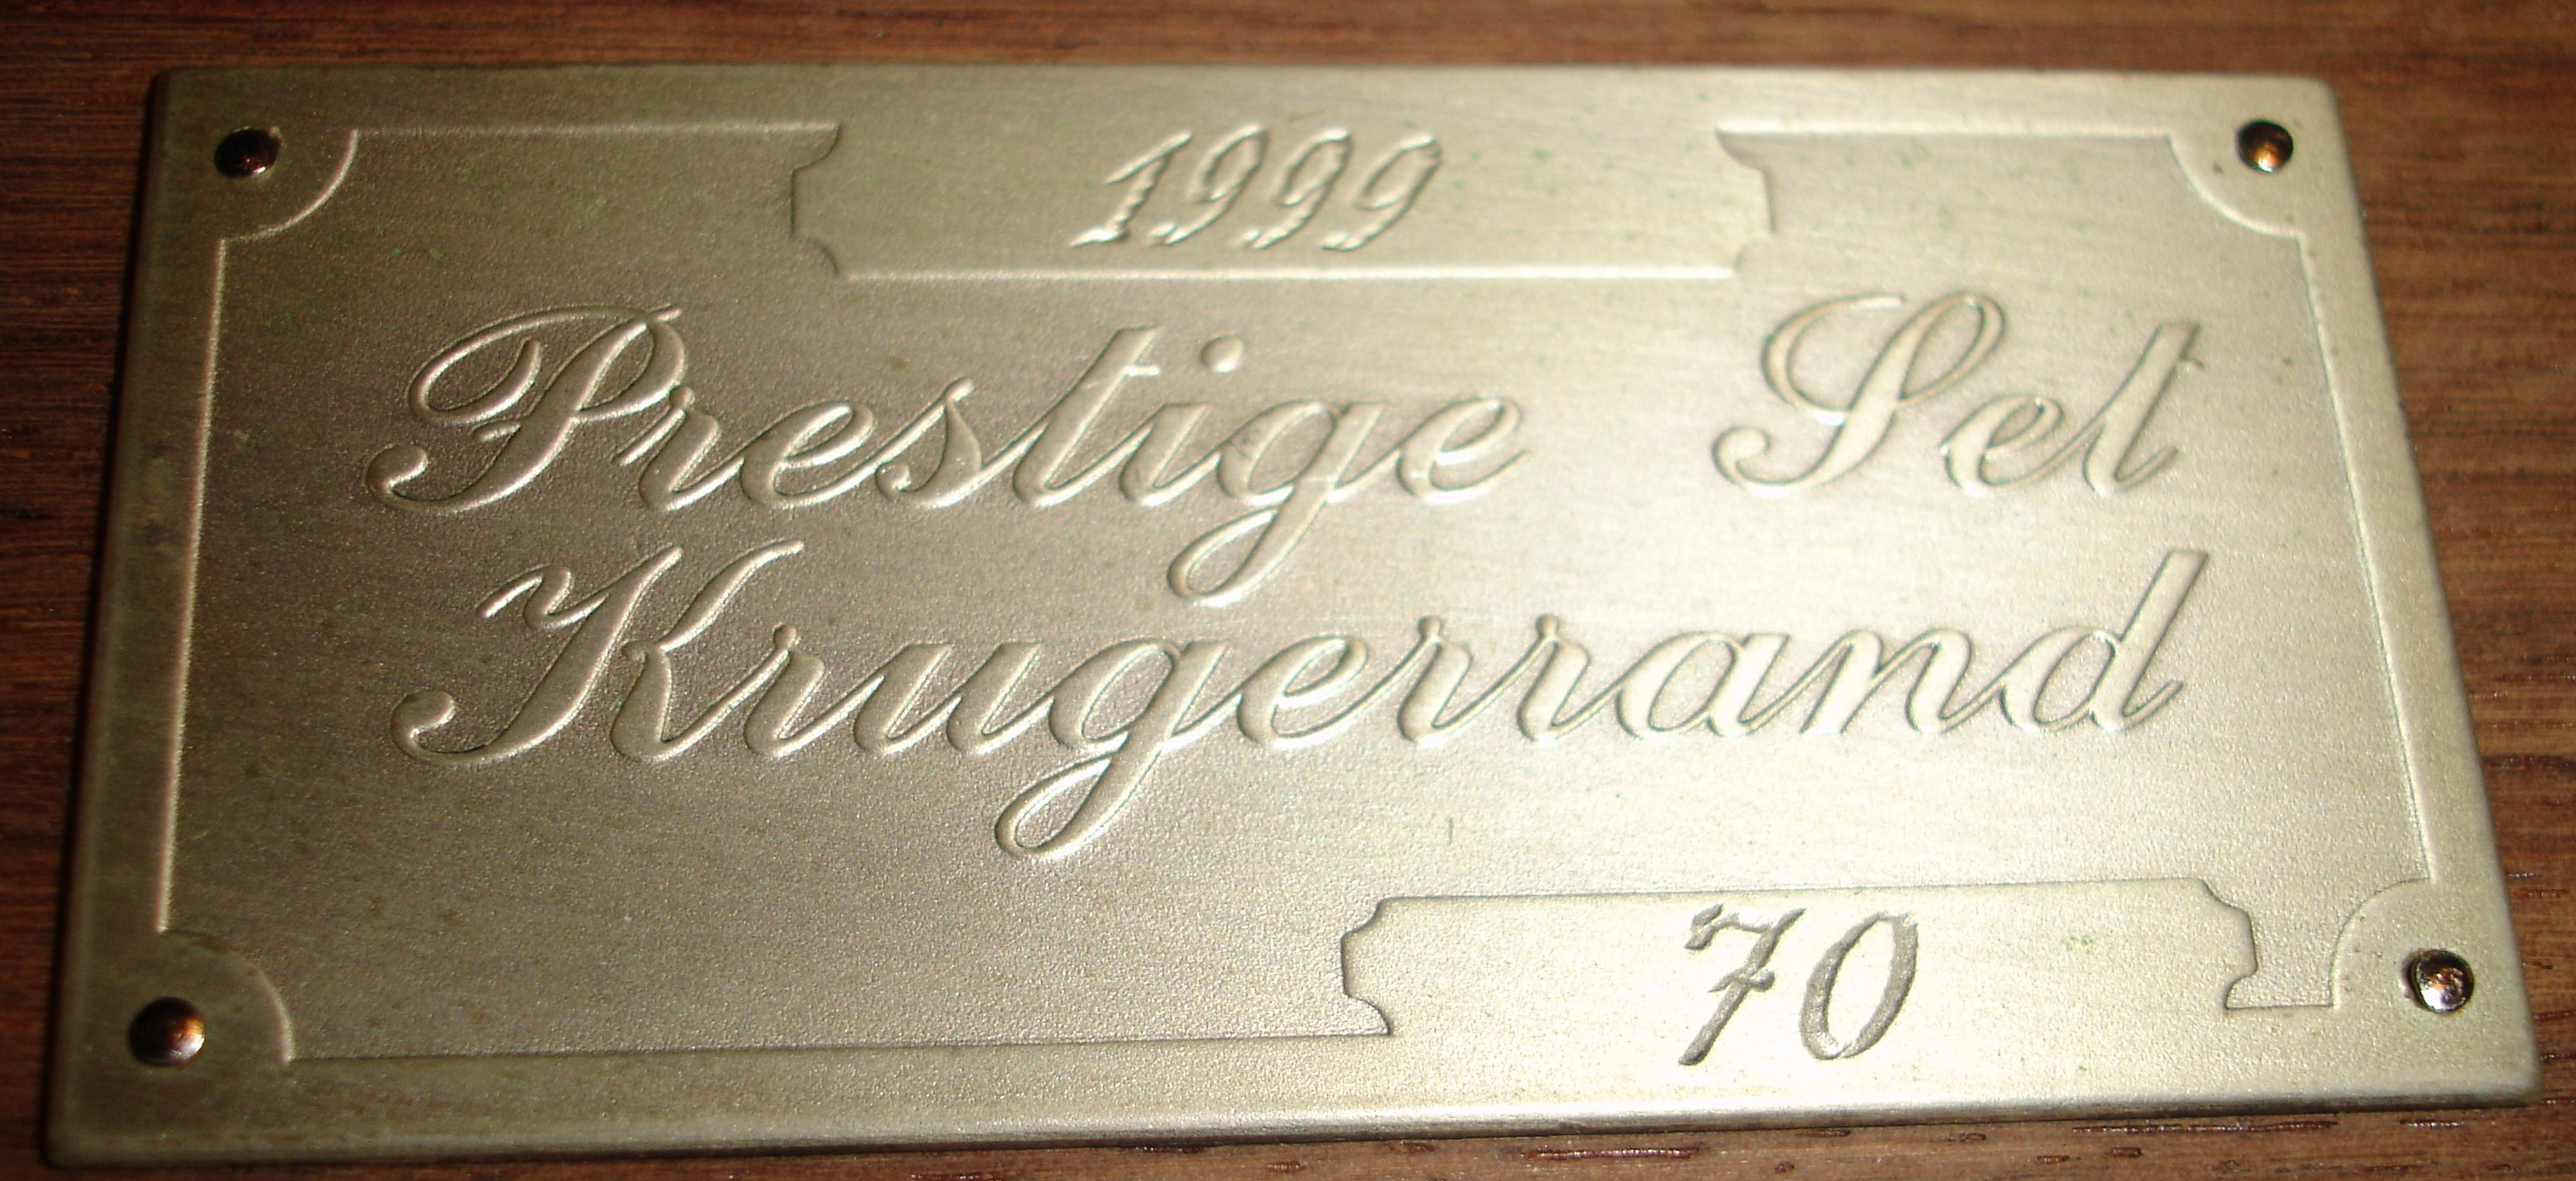 1999
Prestige Set
Krugerrand
70